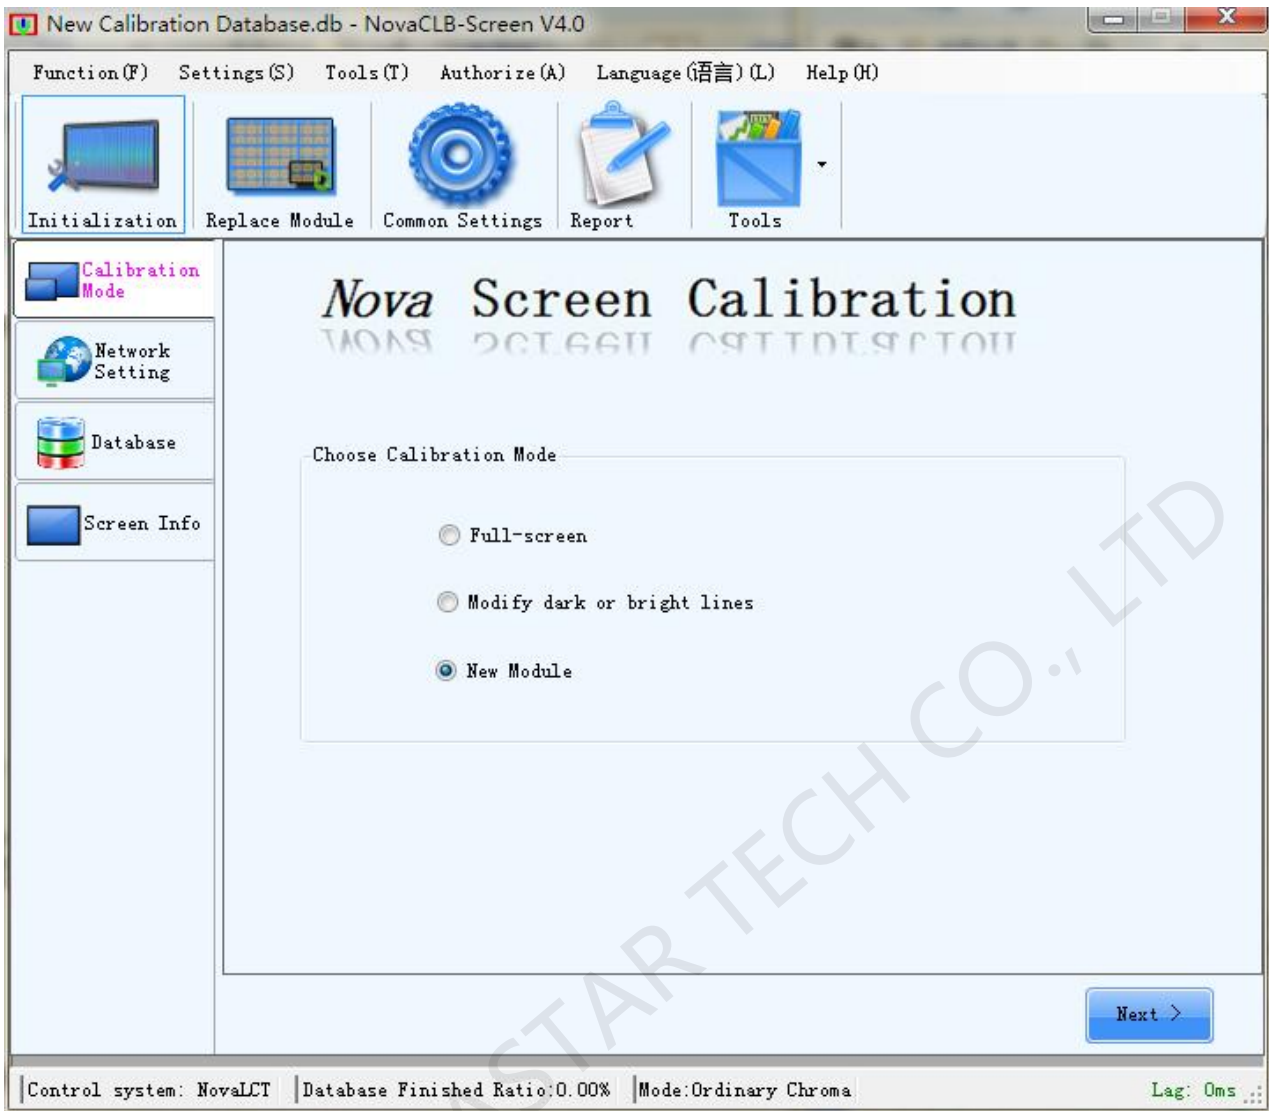 New Calibration Database.db - NovaCLB-Screen V4.0
Function(F) Settings(S) Tools(T) Authorize(A) Language(语言)(L) Help(H)
Initialization Replace Module Common Settings Report Tools
Calibration
Mode
Network
Setting
Database
Screen Info
Nova Screen Calibration
Choose Calibration Mode
Full-screen
Modify dark or bright lines
New Module
Next >
Control system: NovaLCT Database Finished Ratio:0.00% Mode:Ordinary Chroma Lag: 0ms
ASTAR TECH CO., LTD